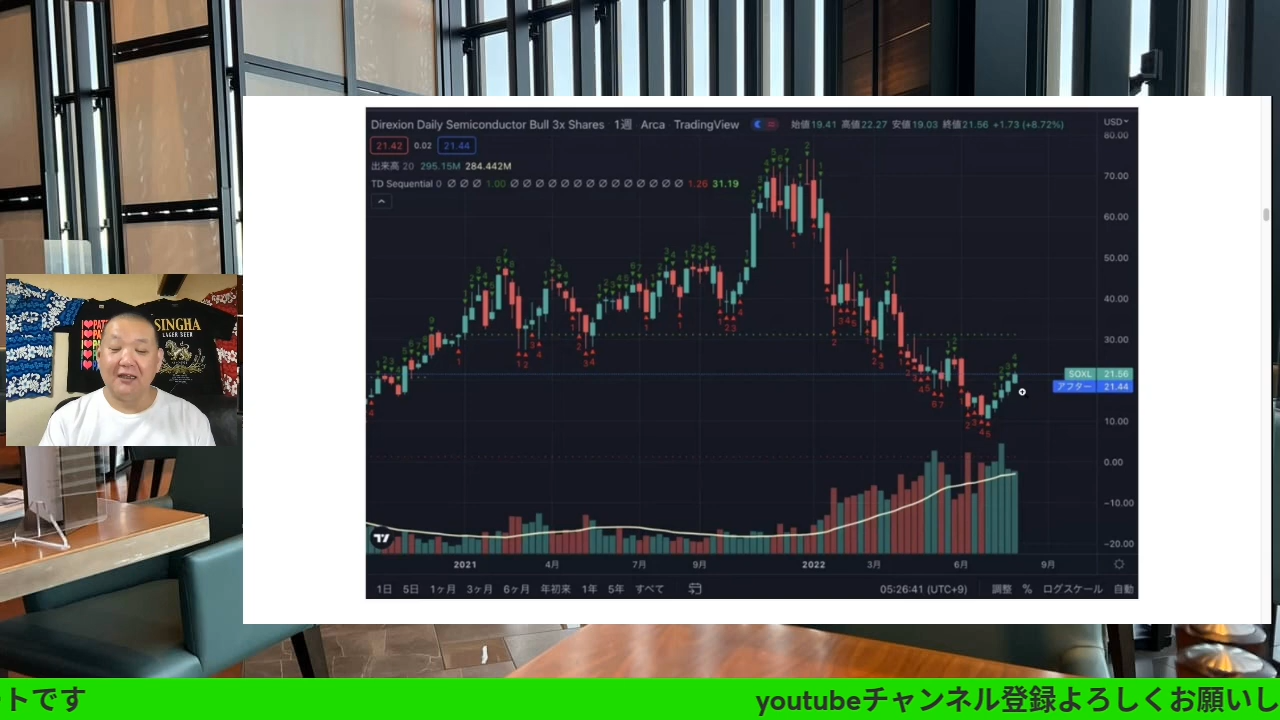 Direxion Daily Semiconductor Bull 3x Shares 1週 Arca TradingView 始値19.41 高値22.27 安値19.03 終値21.56 +1.73 (+8.72%)
USD
21.42 0.02 21.44
出来高 20 295.15M 284.442M
TD Sequential 0 ∅ ∅ ∅ 1.00 ∅ ∅ ∅ ∅ ∅ ∅ ∅ ∅ ∅ ∅ ∅ ∅ ∅ ∅ 1.26 31.19
80.00
70.00
60.00
50.00
40.00
30.00
SOXL 21.56
アフター 21.44
10.00
0.00
−10.00
−20.00
SINGHA
LAGER BEER
2021 4月 7月 9月 2022 3月 6月 9月
1日 5日 1ヶ月 3ヶ月 6ヶ月 年初来 1年 5年 すべて 05:26:41 (UTC+9) 調整 % ログスケール 自動
トです youtubeチャンネル登録よろしくお願いし